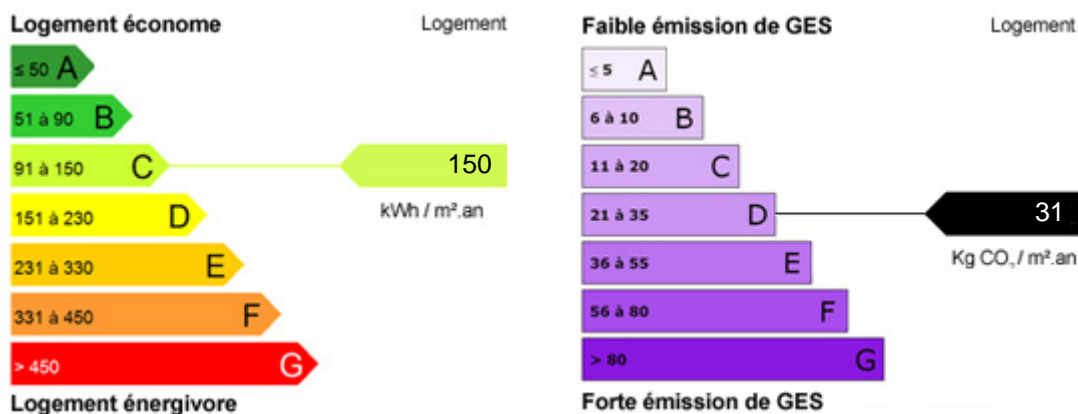 Logement économe Logement
≤ 50 A
51 à 90 B
91 à 150 C 150
151 à 230 D kWh / m².an
231 à 330 E
331 à 450 F
> 450 G
Logement énergivore
Faible émission de GES Logement
≤ 5 A
6 à 10 B
11 à 20 C
21 à 35 D 31
36 à 55 E Kg CO₂ / m².an
56 à 80 F
> 80 G
Forte émission de GES